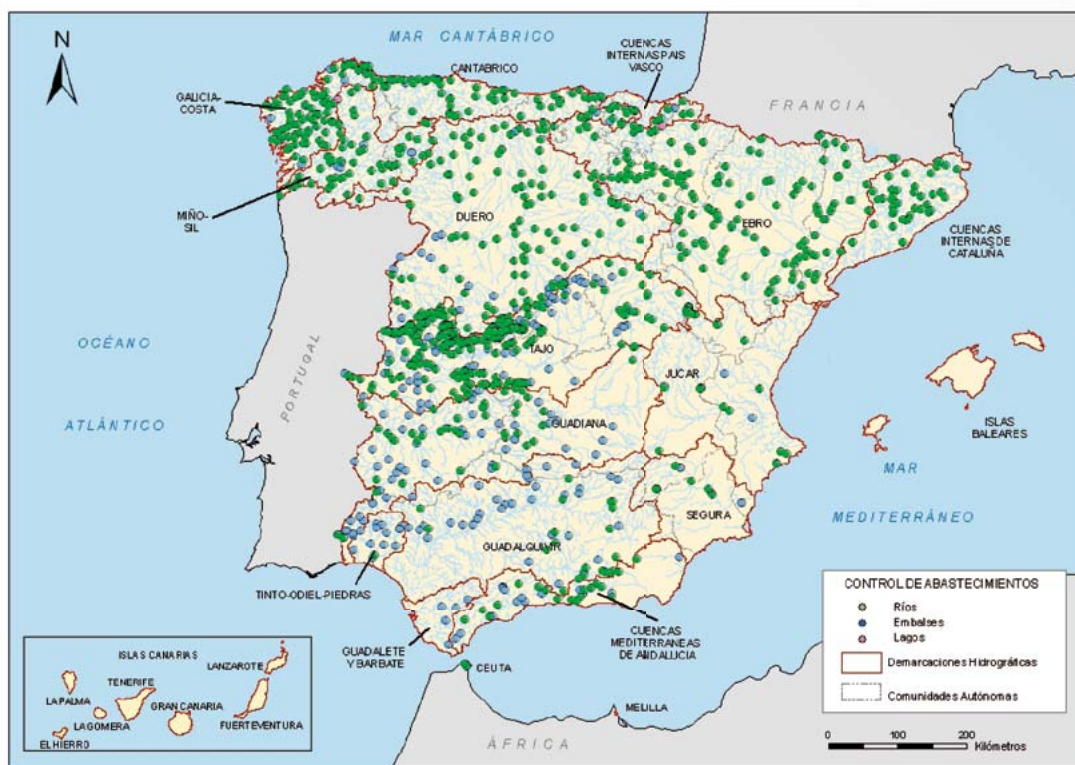 N
MAR CANTÁBRICO
CANTABRICO
CUENCAS
INTERNAS PAIS
VASCO
GALICIA-
COSTA
FRANCIA
MIÑO-
SIL
DUERO
EBRO
CUENCAS
INTERNAS DE
CATALUÑA
OCÉANO
ATLÁNTICO
PORTUGAL
TAJO
JUCAR
GUADIANA
ISLAS
BALEARES
MAR
MEDITERRÁNEO
SEGURA
GUADALQUIVIR
TINTO-ODIEL-PIEDRAS
GUADALETE
Y BARBATE
CUENCAS
MEDITERRANEAS
DE ANDALUCIA
CEUTA
MELILLA
ÁFRICA
ISLAS CANARIAS
LANZAROTE
TENERIFE
LA PALMA
GRAN CANARIA
LA GOMERA
FUERTEVENTURA
EL HIERRO
CONTROL DE ABASTECIMIENTOS
Ríos
Embalses
Lagos
Demarcaciones Hidrográficas
Comunidades Autónomas
0 100 200
Kilómetros